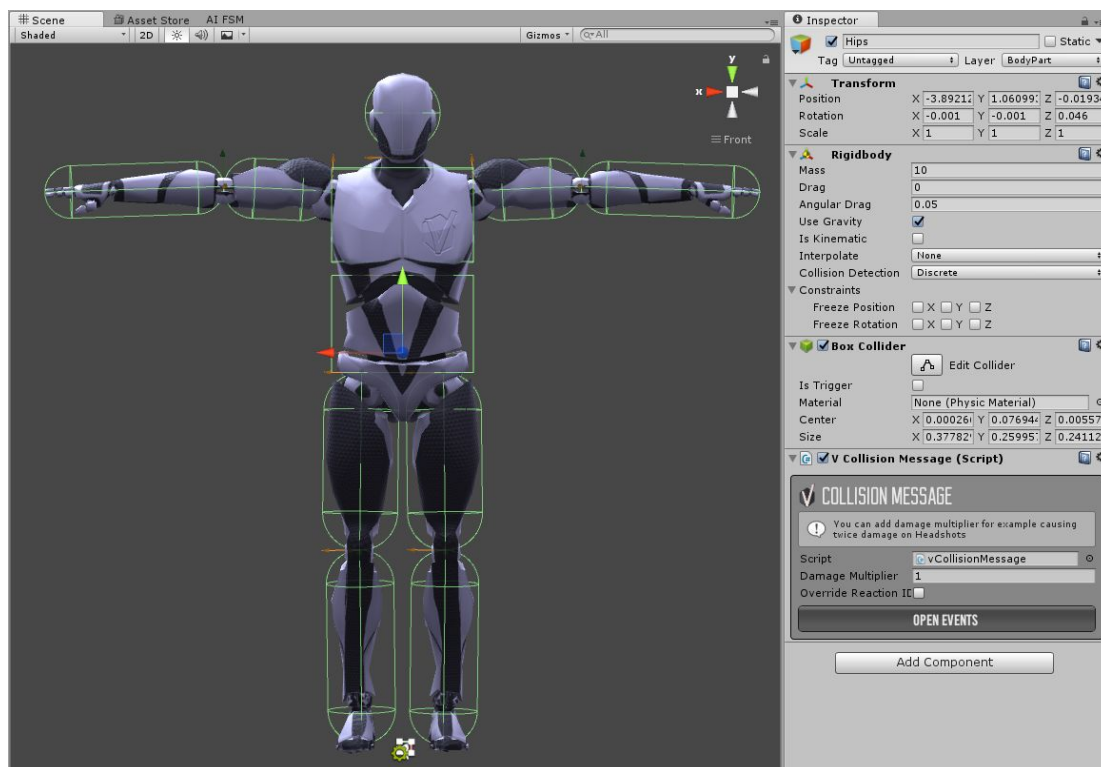 Scene Asset Store AI FSM
Shaded 2D Gizmos All
y
x
Front
Inspector
Hips Static
Tag Untagged Layer BodyPart
Transform
Position X -3.89212 Y 1.06099 Z -0.0193
Rotation X -0.001 Y -0.001 Z 0.046
Scale X 1 Y 1 Z 1
Rigidbody
Mass 10
Drag 0
Angular Drag 0.05
Use Gravity
Is Kinematic
Interpolate None
Collision Detection Discrete
Constraints
Freeze Position X Y Z
Freeze Rotation X Y Z
Box Collider
Edit Collider
Is Trigger
Material None (Physic Material)
Center X 0.00026 Y 0.07694 Z 0.00557
Size X 0.37782 Y 0.25995 Z 0.24112
V Collision Message (Script)
COLLISION MESSAGE
You can add damage multiplier for example causing
twice damage on Headshots
Script vCollisionMessage
Damage Multiplier 1
Override Reaction I
OPEN EVENTS
Add Component